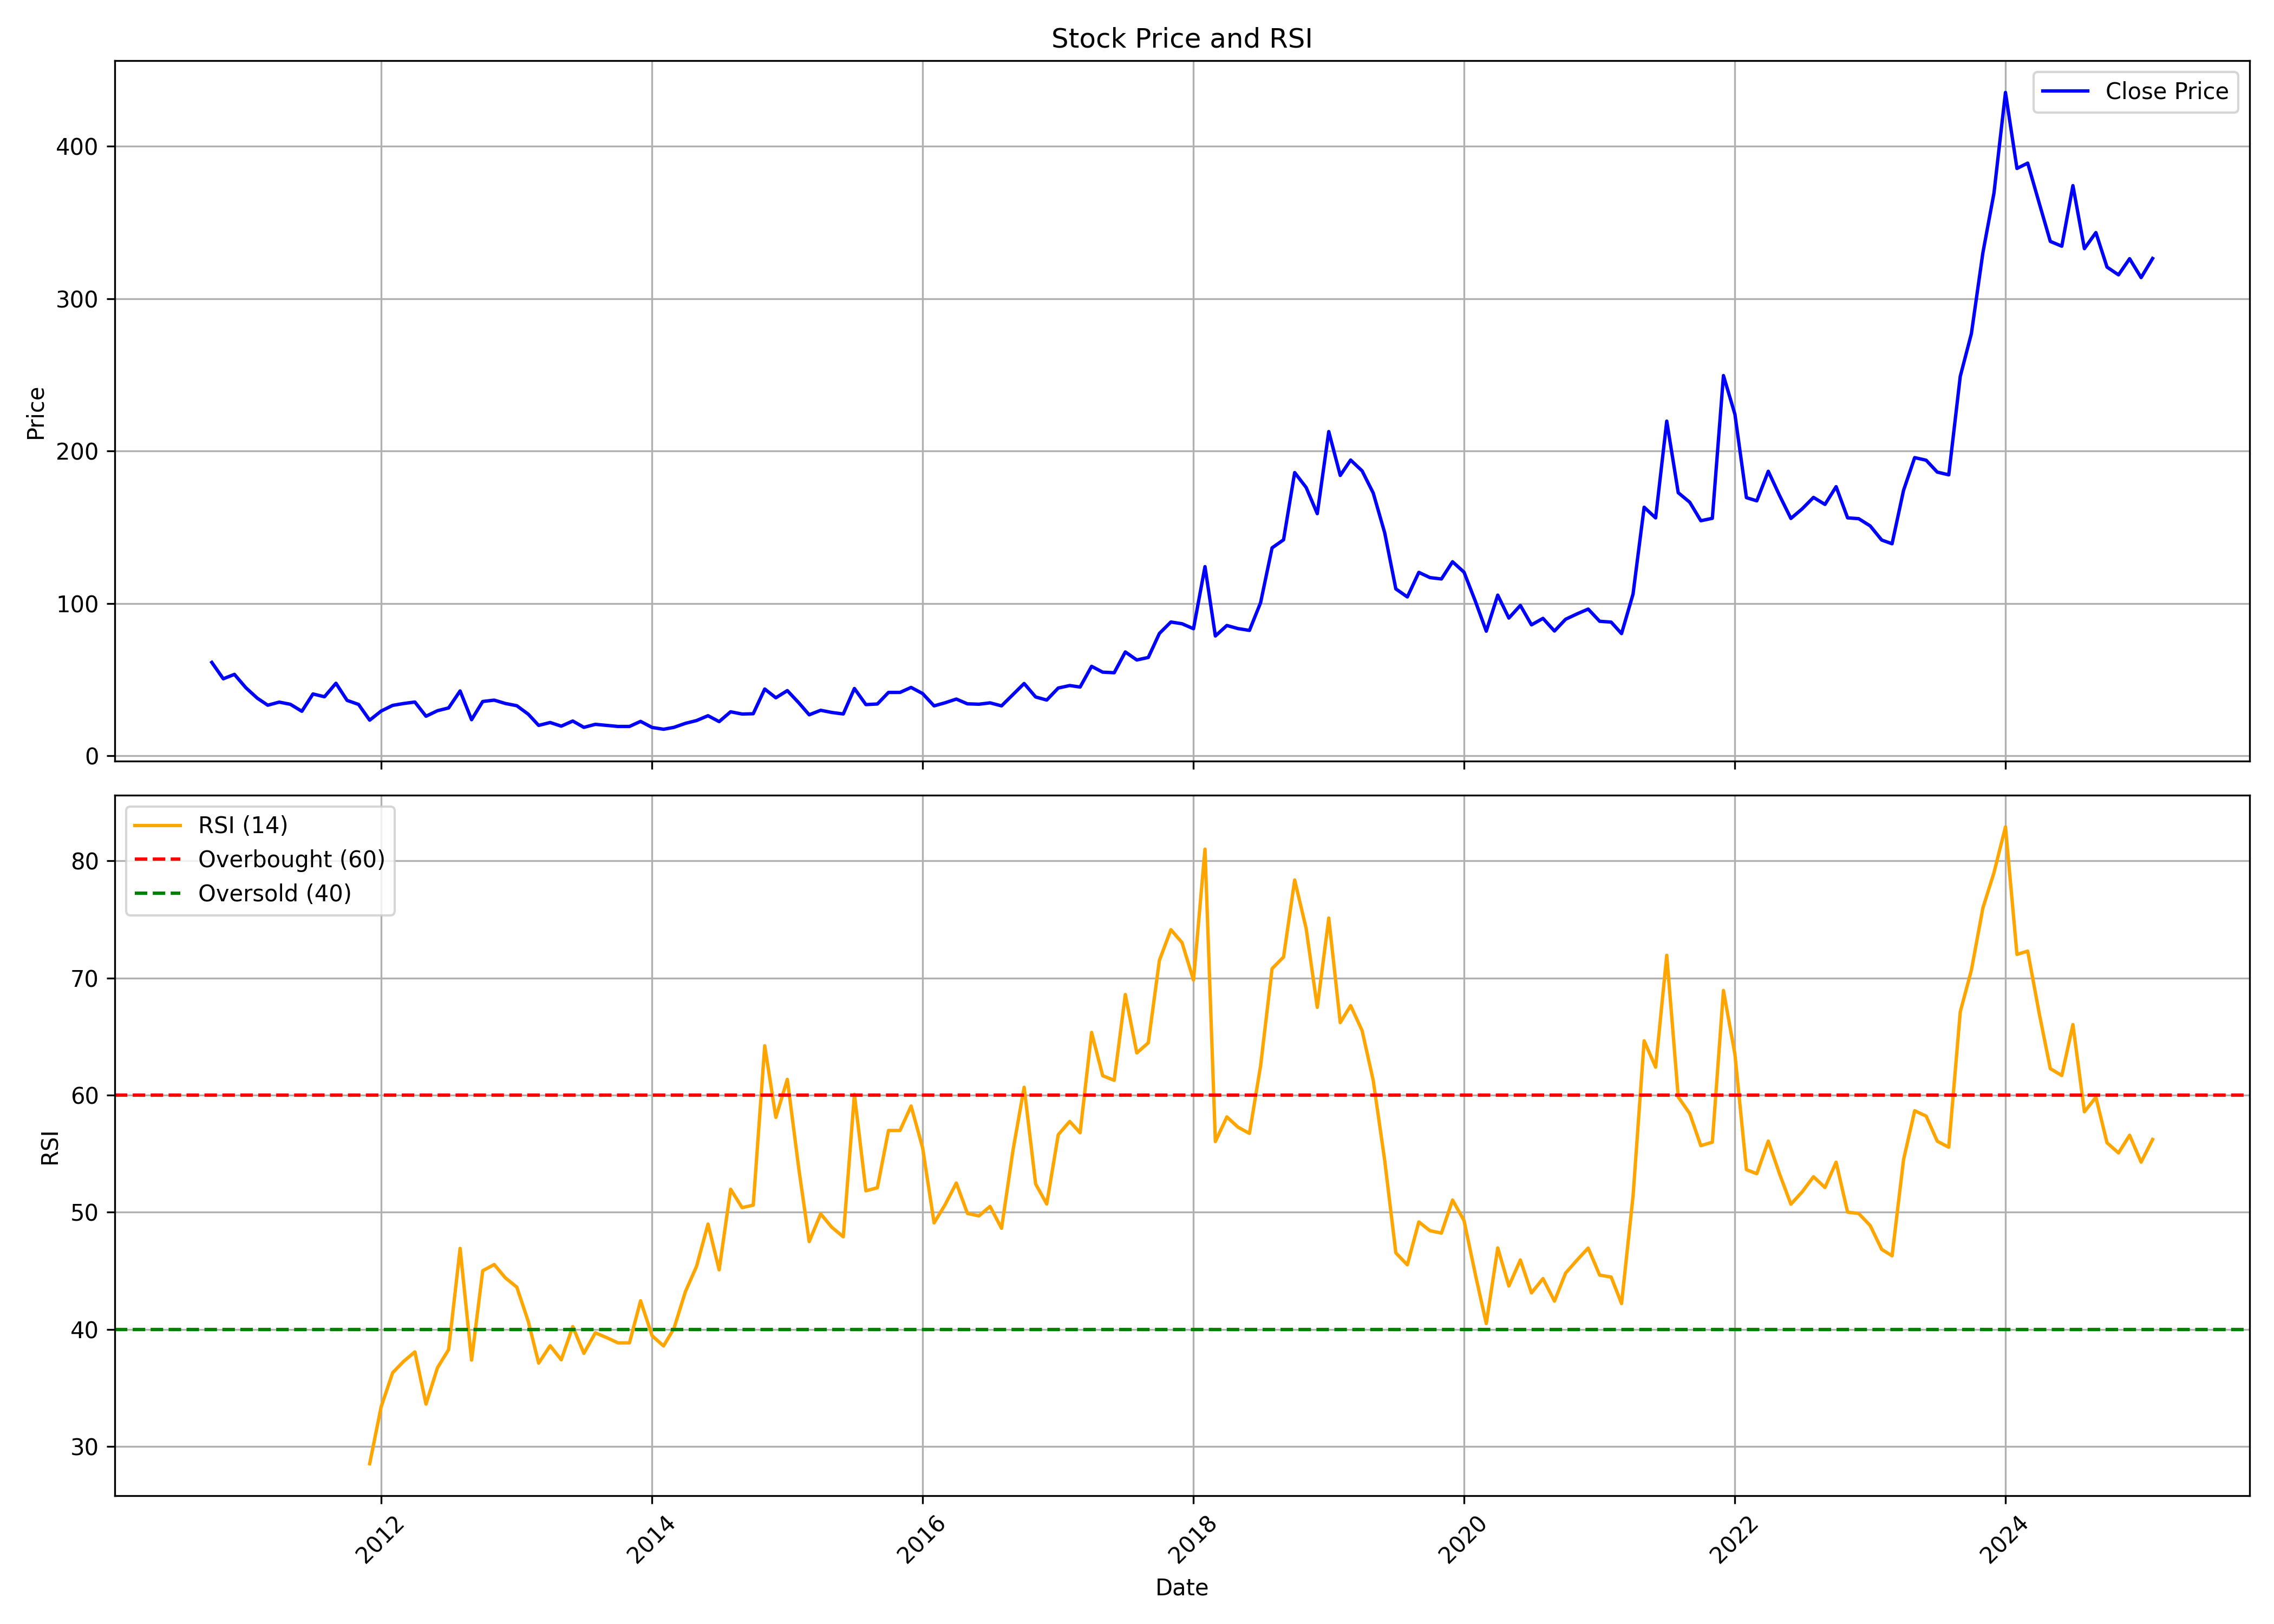 Stock Price and RSI
Close Price
400
300
200
100
0
Price
RSI (14)
Overbought (60)
Oversold (40)
80
70
60
50
40
30
RSI
2012
2014
2016
2018
2020
2022
2024
Date